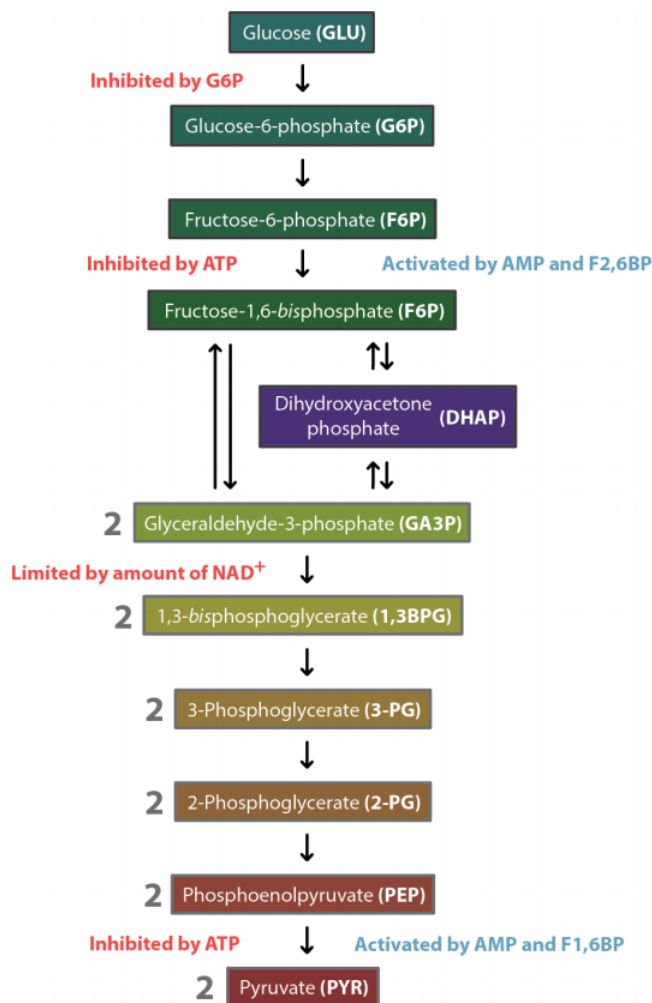 Glucose (GLU)
Inhibited by G6P
Glucose-6-phosphate (G6P)
Fructose-6-phosphate (F6P)
Inhibited by ATP
Activated by AMP and F2,6BP
Fructose-1,6-bisphosphate (F6P)
Dihydroxyacetone
phosphate
(DHAP)
2 Glyceraldehyde-3-phosphate (GA3P)
Limited by amount of NAD⁺
2 1,3-bisphosphoglycerate (1,3BPG)
2 3-Phosphoglycerate (3-PG)
2 2-Phosphoglycerate (2-PG)
2 Phosphoenolpyruvate (PEP)
Inhibited by ATP
Activated by AMP and F1,6BP
2 Pyruvate (PYR)